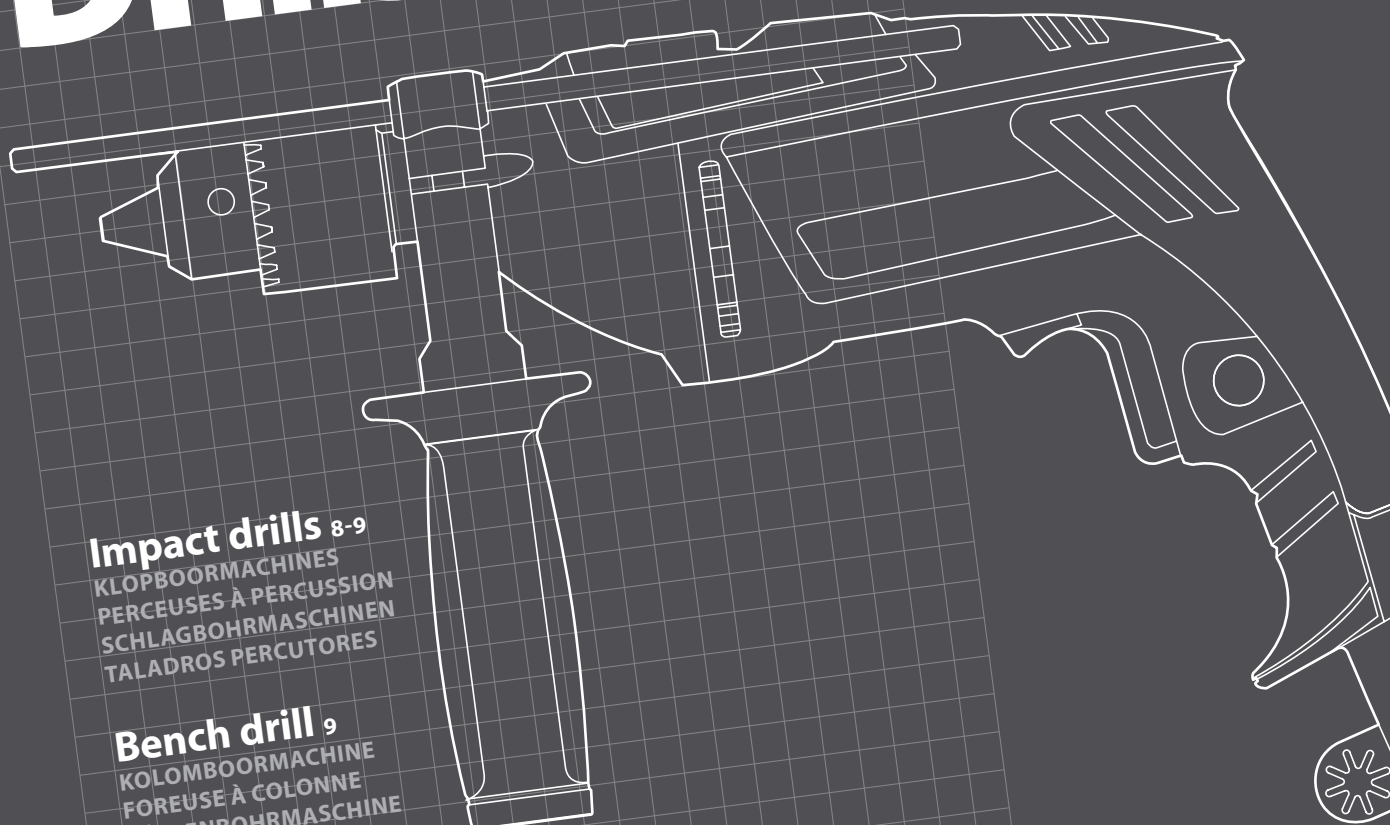 Impact drills 8-9
KLOPBOORMACHINES
PERCEUSES À PERCUSSION
SCHLAGBOHRMASCHINEN
TALADROS PERCUTORES
Bench drill 9
KOLOMBOORMACHINE
FOREUSE À COLONNE